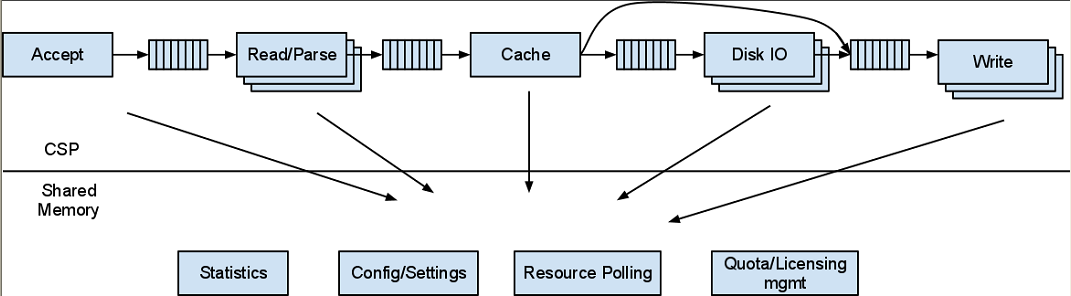 Accept
Read/Parse
Cache
Disk IO
Write
CSP
Shared
Memory
Statistics
Config/Settings
Resource Polling
Quota/Licensing
mgmt